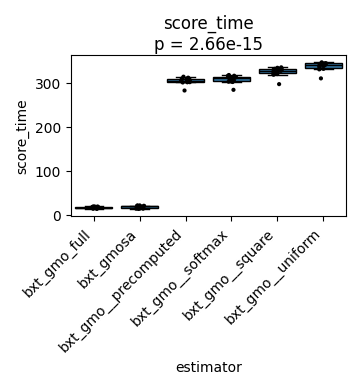 score_time
p = 2.66e-15
score_time
300
200
100
0
bxt_gmo_full
bxt_gmosa
bxt_gmo__precomputed
bxt_gmo__softmax
bxt_gmo__square
bxt_gmo__uniform
estimator